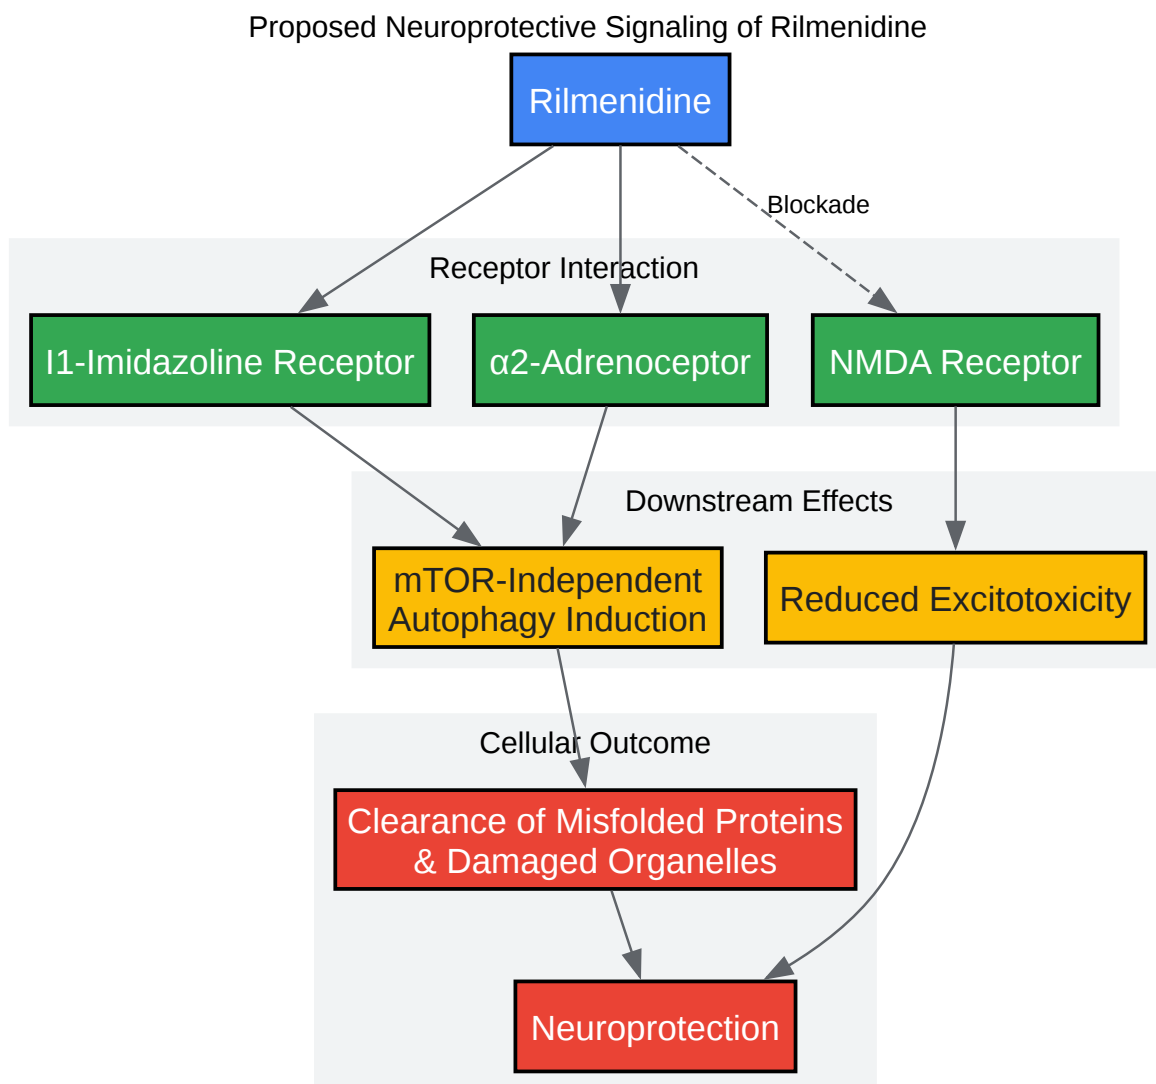 Proposed Neuroprotective Signaling of Rilmenidine
Rilmenidine
Blockade
Receptor Interaction
I1-Imidazoline Receptor
α2-Adrenoceptor
NMDA Receptor
Downstream Effects
mTOR-Independent
Autophagy Induction
Reduced Excitotoxicity
Cellular Outcome
Clearance of Misfolded Proteins
& Damaged Organelles
Neuroprotection